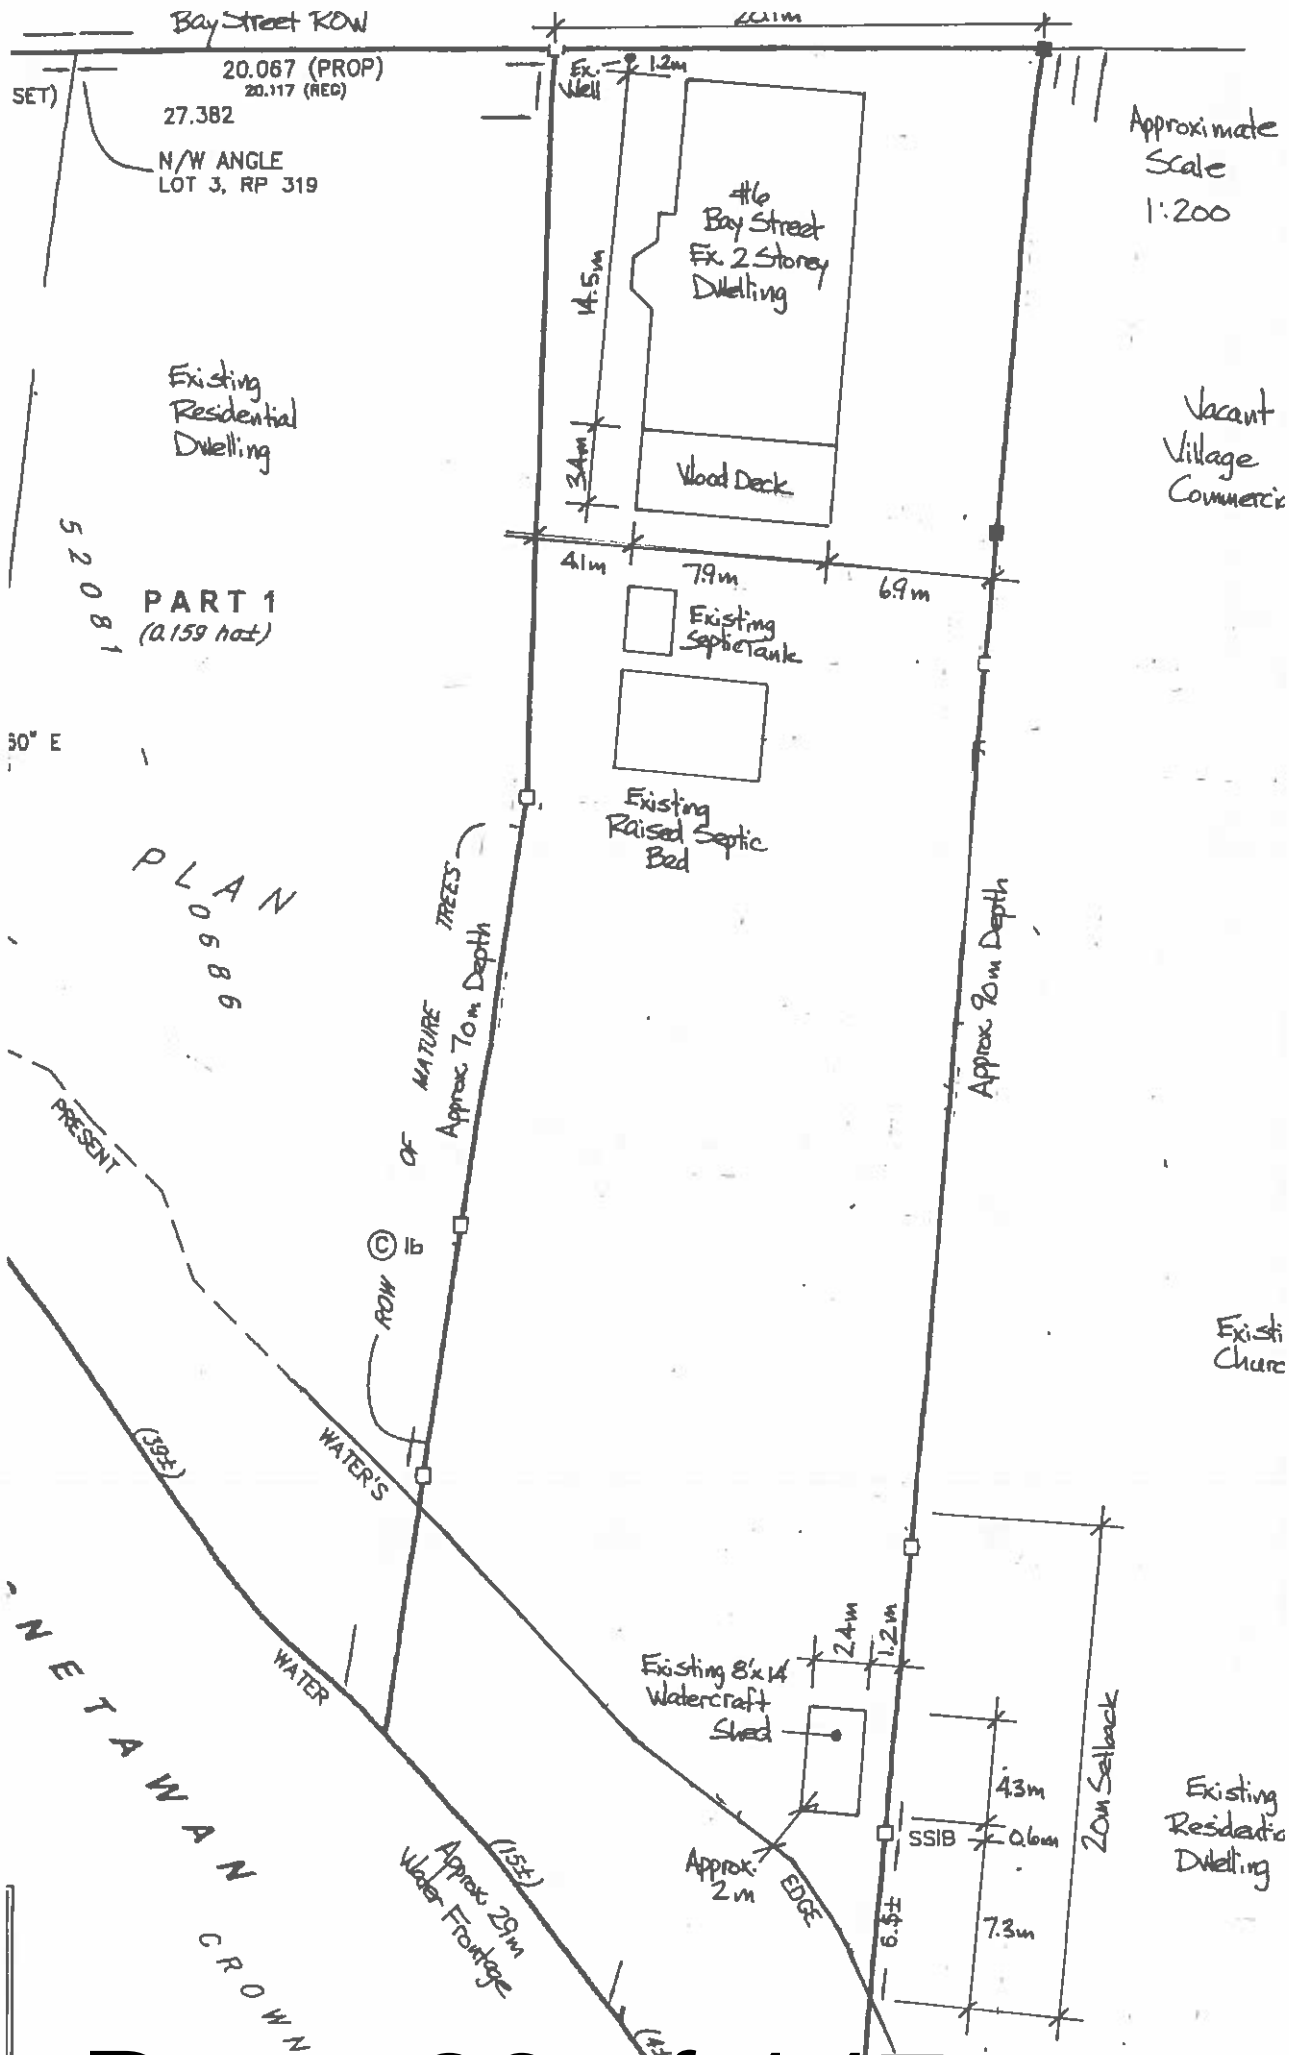 Bay Street ROW
20.1m
20.067 (PROP)
20.117 (REG)
SET)
27.382
N/W ANGLE
LOT 3, RP 319
Ex.
Well
1.2m
Approximate
Scale
1:200
#6
Bay Street
Ex. 2 Storey
Dwelling
14.5m
Existing
Residential
Dwelling
3.4m
Wood Deck
Vacant
Village
Commerci
4.1m
7.9m
6.9m
52081
PART 1
(0.159 ha±)
Existing
Septic Tank
50" E
Existing
Raised Septic
Bed
PLAN
0686
ROW OF MATURE TREES
Approx. 70m Depth
Approx. 90m Depth
PRESENT
WATER'S
EDGE
C 16
Existi
Churc
(39±)
WATER
NETAWAN
CROWN
2.4m
1.2m
Existing 8'x14'
Watercraft
Shed
20m Setback
4.3m
SSIB
0.6m
7.3m
6.5±
Approx.
2m
Existing
Residentia
Dwelling
(15±)
Approx. 29m
Water Frontage